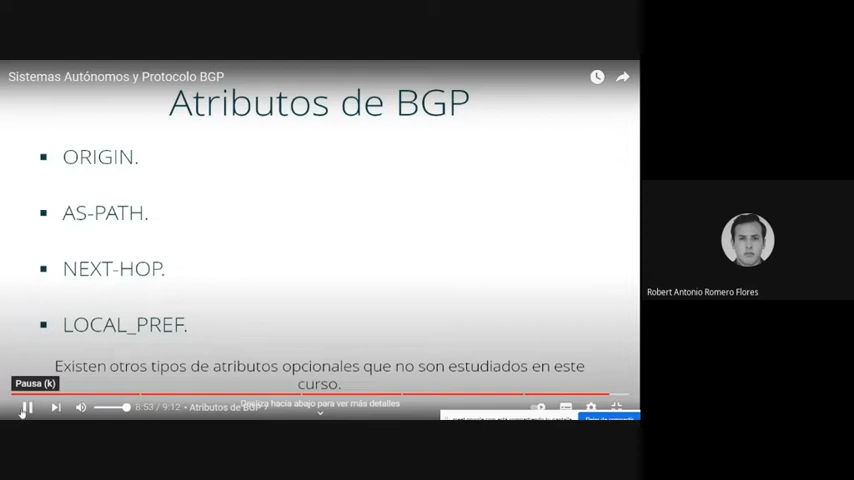 Sistemas Autónomos y Protocolo BGP
Atributos de BGP
ORIGIN.
AS-PATH.
NEXT-HOP.
LOCAL_PREF.
Existen otros tipos de atributos opcionales que no son estudiados en este
curso.
Pausa (k)
8:53 / 9:12 • Atributos de BGP
Desliza hacia abajo para ver más detalles
Robert Antonio Romero Flores